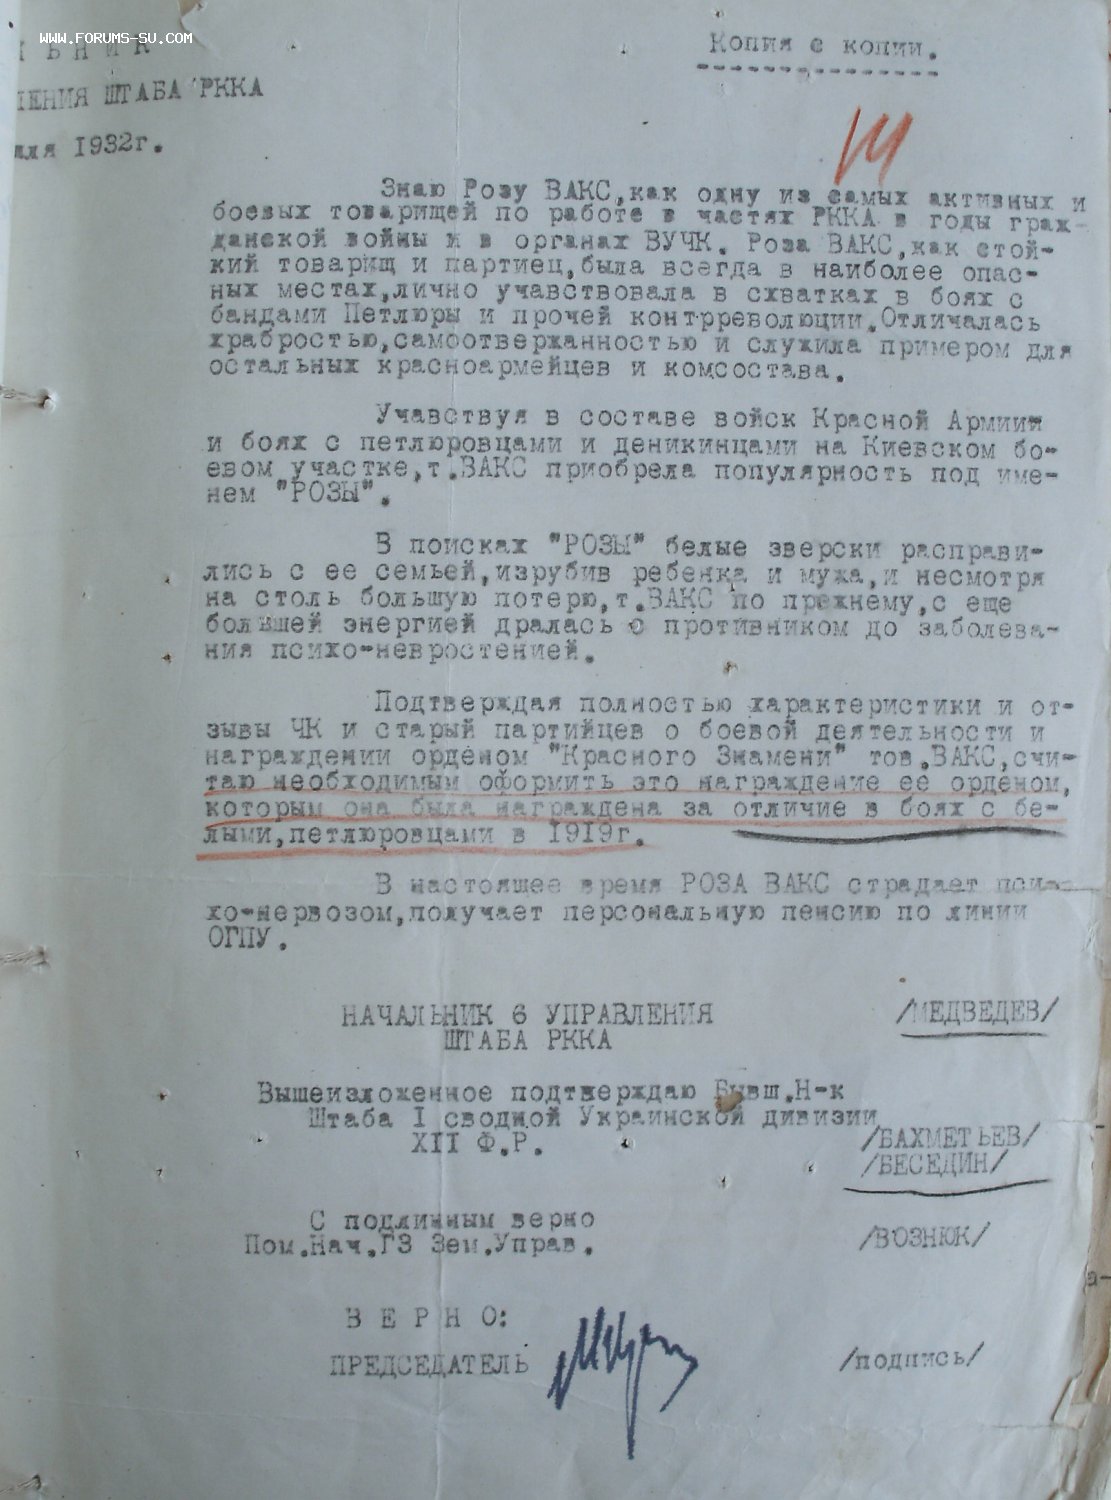 WWW.FORUMS-SU.COM
ЬНИК
ЛЕНИЯ ШТАБА РККА
1932г.
Копия с копии.
14
Знаю Розу ВАКС,как одну из самых активных и
боевых товарищей по работе в частях РККА в годы граж-
данской войны и в органах ВУЧК. Роза ВАКС,как стой-
кий товарищ и партиец,была всегда в наиболее опас-
ных местах,лично учавствовала в схватках в боях с
бандами Петлюры и прочей контрреволюции.Отличалась
храбростью,самоотверженностью и служила примером для
остальных красноармейцев и комсостава.
Учавствуя в составе войск Красной Армии
и боях с петлюровцами и деникинцами на Киевском бо-
евом участке,т.ВАКС приобрела популярность под име-
нем "РОЗЫ".
В поисках "РОЗЫ" белые зверски расправи-
лись с ее семьей,изрубив ребенка и мужа,и несмотря
на столь большую потерю,т.ВАКС по прежнему,с еще
большей энергией дралась с противником до заболева-
ния психо-невростенией.
Подтверждая полностью характеристики и от-
зывы ЧК и старый партийцев о боевой деятельности и
награждении орденом "Красного Знамени" тов.ВАКС,счи-
таю необходимым оформить это награждение ее орденом,
которым она была награждена за отличие в боях с бе-
лыми,петлюровцами в 1919г.
В настоящее время РОЗА ВАКС страдает пси-
хо-нервозом,получает персональную пенсию по линии
ОГПУ.
НАЧАЛЬНИК 6 УПРАВЛЕНИЯ
ШТАБА РККА
/МЕДВЕДЕВ/
Вышеизложенное подтверждаю Бывш.Н-к
Штаба I сводной Украинской дивизии
XII Ф.Р.
/БАХМЕТЬЕВ/
/БЕСЕДИН/
С подлинным верно
Пом.Нач.ГЗ Зем.Управ.
/ВОЗНЮК/
В Е Р Н О:
ПРЕДСЕДАТЕЛЬ
/подпись/